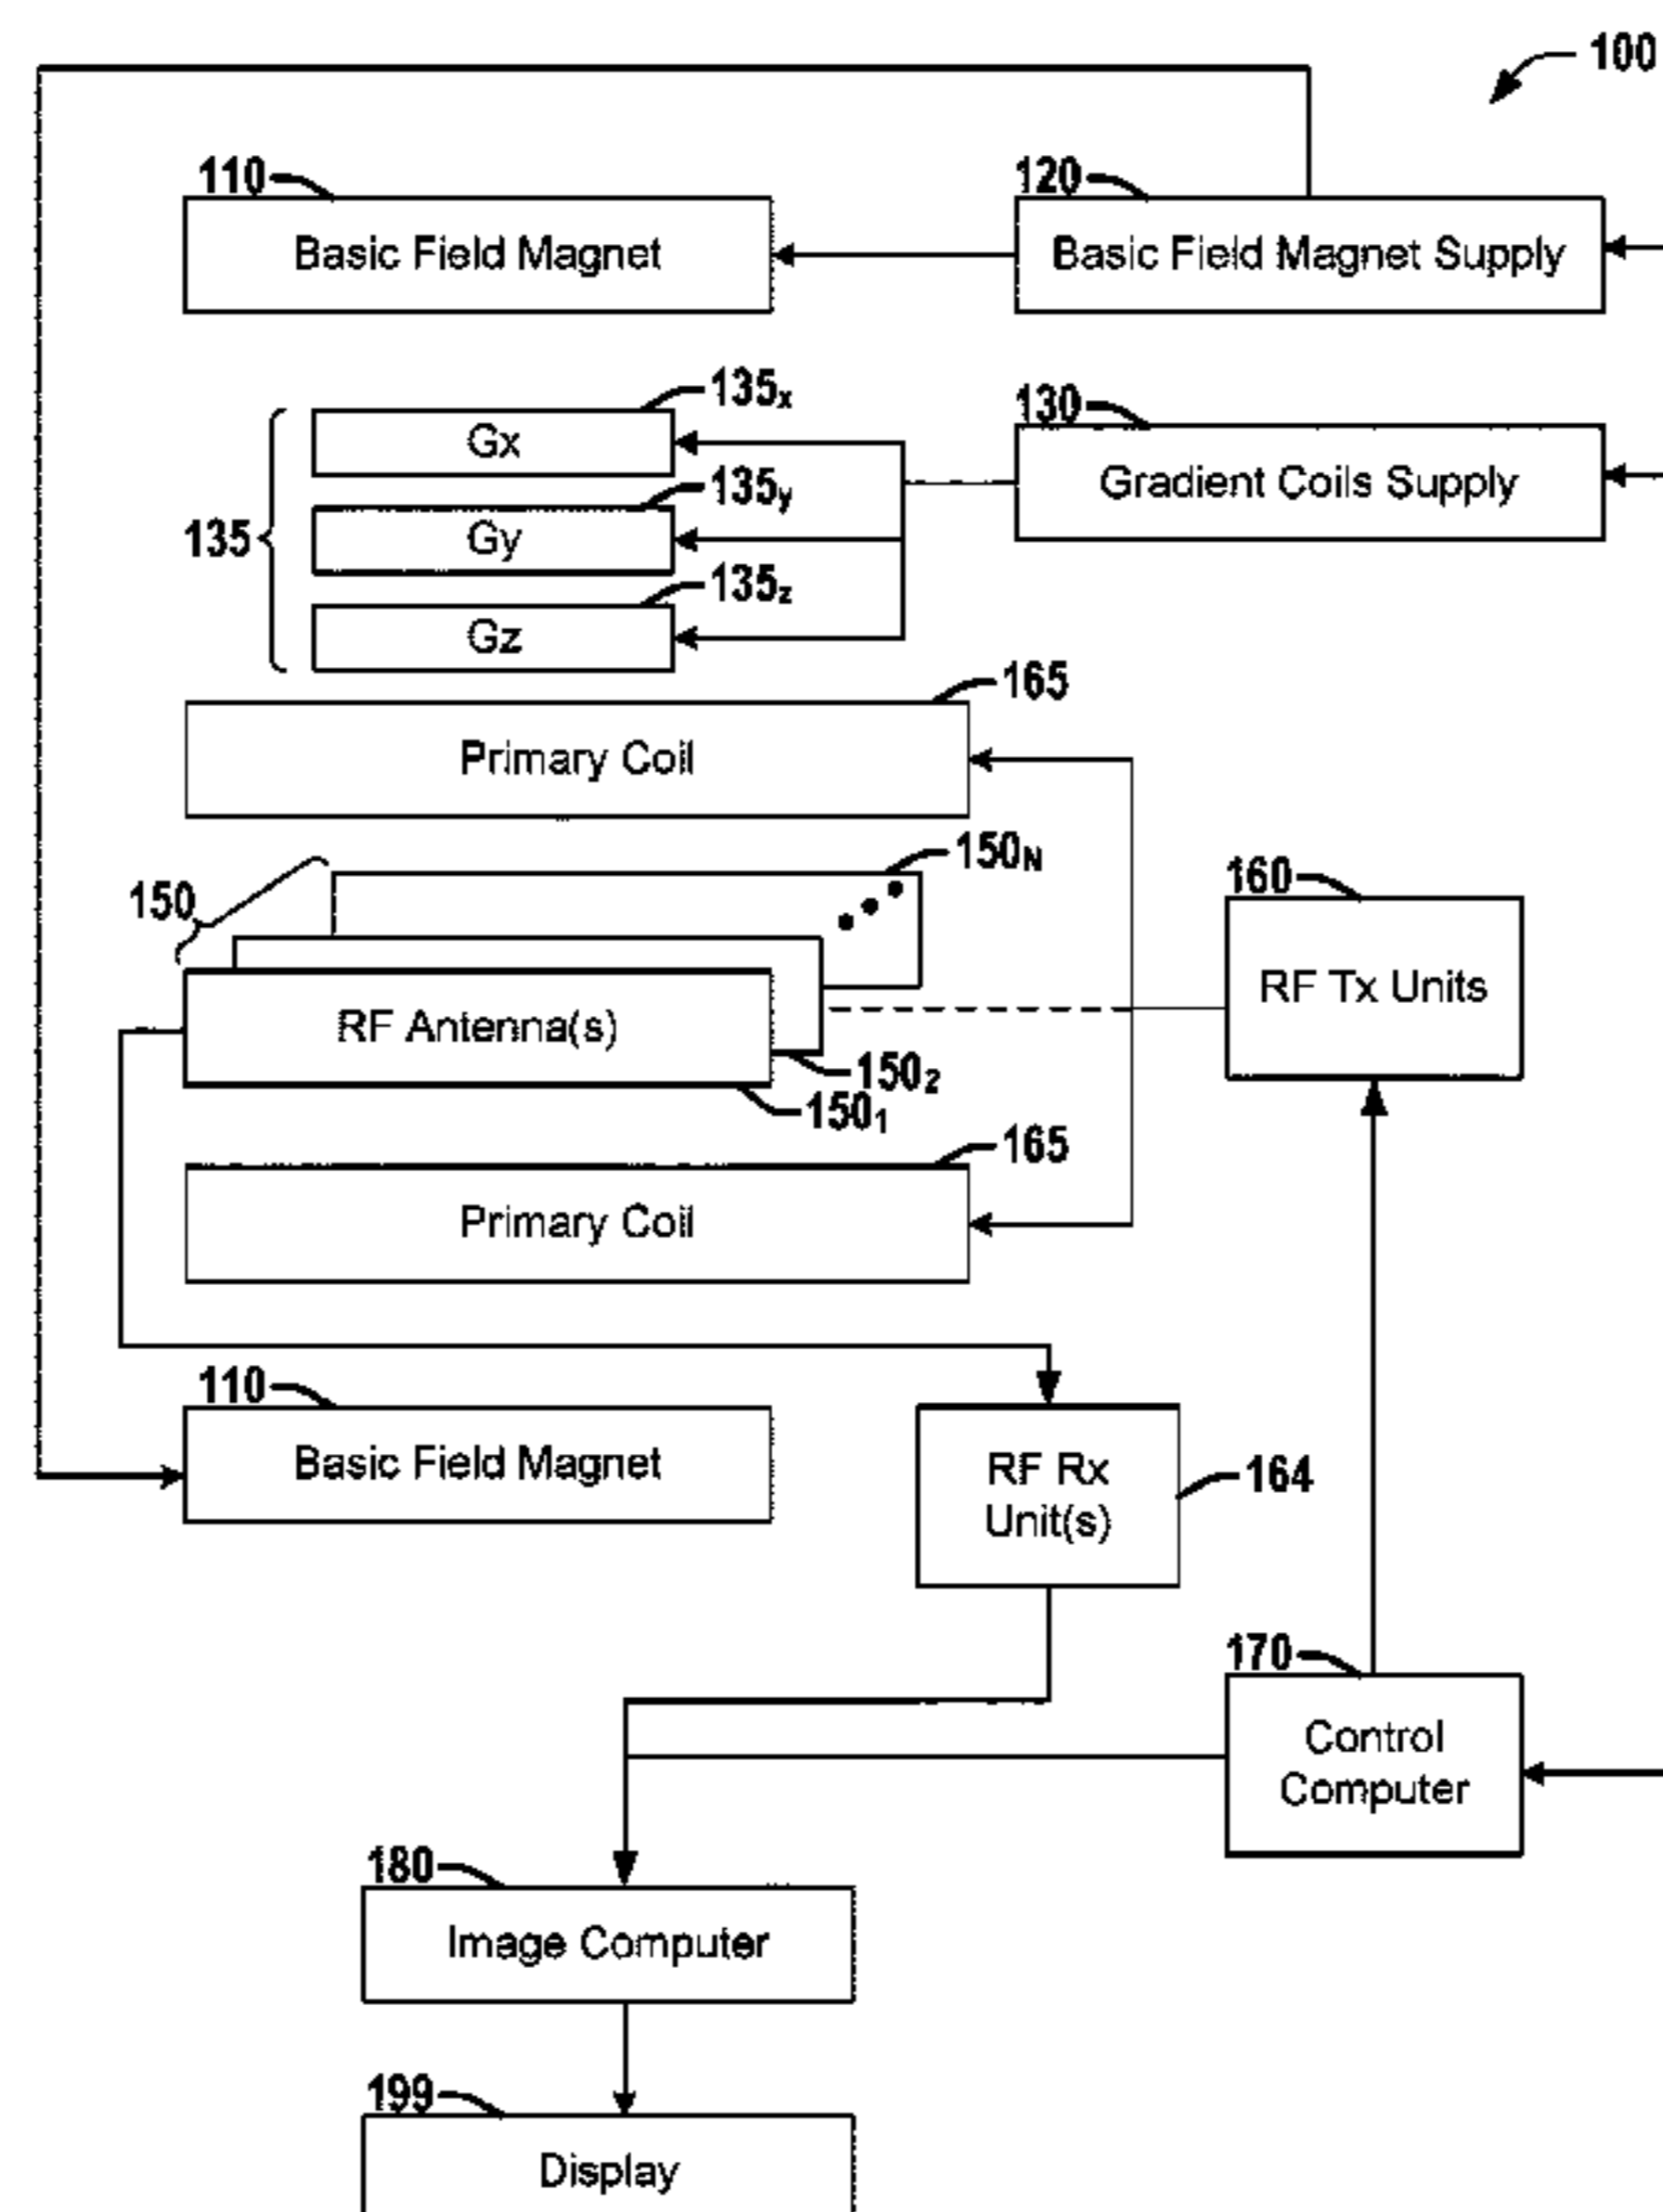 100
110
120
Basic Field Magnet
Basic Field Magnet Supply
135x
130
Gx
Gradient Coils Supply
135y
135
Gy
135z
Gz
165
Primary Coil
150N
150
160
RF Tx Units
RF Antenna(s)
1502
1501
165
Primary Coil
110
Basic Field Magnet
RF Rx
Unit(s)
164
170
Control
Computer
180
Image Computer
199
Display